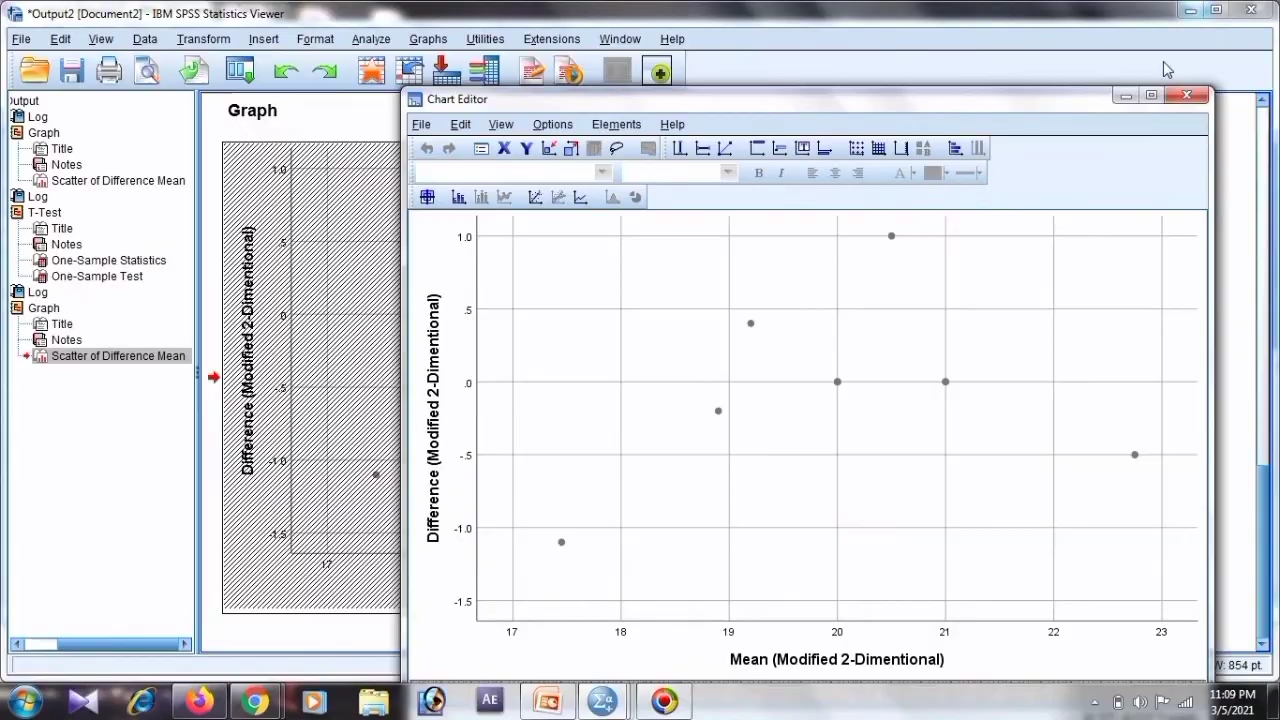 *Output2 [Document2] - IBM SPSS Statistics Viewer
File Edit View Data Transform Insert Format Analyze Graphs Utilities Extensions Window Help
utput
Log
Graph
Title
Notes
Scatter of Difference Mean
Log
T-Test
Title
Notes
One-Sample Statistics
One-Sample Test
Log
Graph
Title
Notes
Scatter of Difference Mean
Graph
Difference (Modified 2-Dimentional)
1.0
.5
0
-.5
-1.0
-1.5
17
Chart Editor
File Edit View Options Elements Help
X Y
B I A
Difference (Modified 2-Dimentional)
1.0
.5
.0
-.5
-1.0
-1.5
17 18 19 20 21 22 23
Mean (Modified 2-Dimentional)
W: 854 pt.
AE
Σα
11:09 PM
3/5/2021